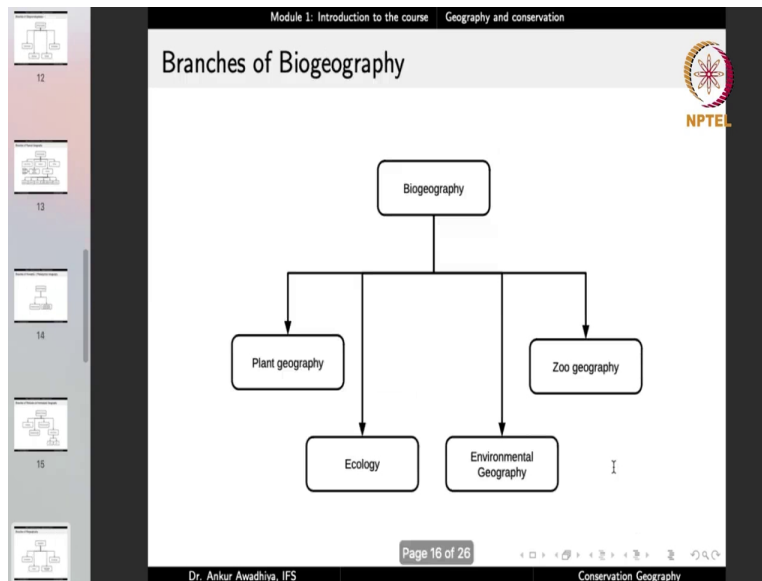 Module 1: Introduction to the course Geography and conservation
Branches of Biogeography
NPTEL
Biogeography
Plant geography
Zoo geography
Ecology
Environmental
Geography
12
13
14
15
Page 16 of 26
Dr. Ankur Awadhiya, IFS Conservation Geography